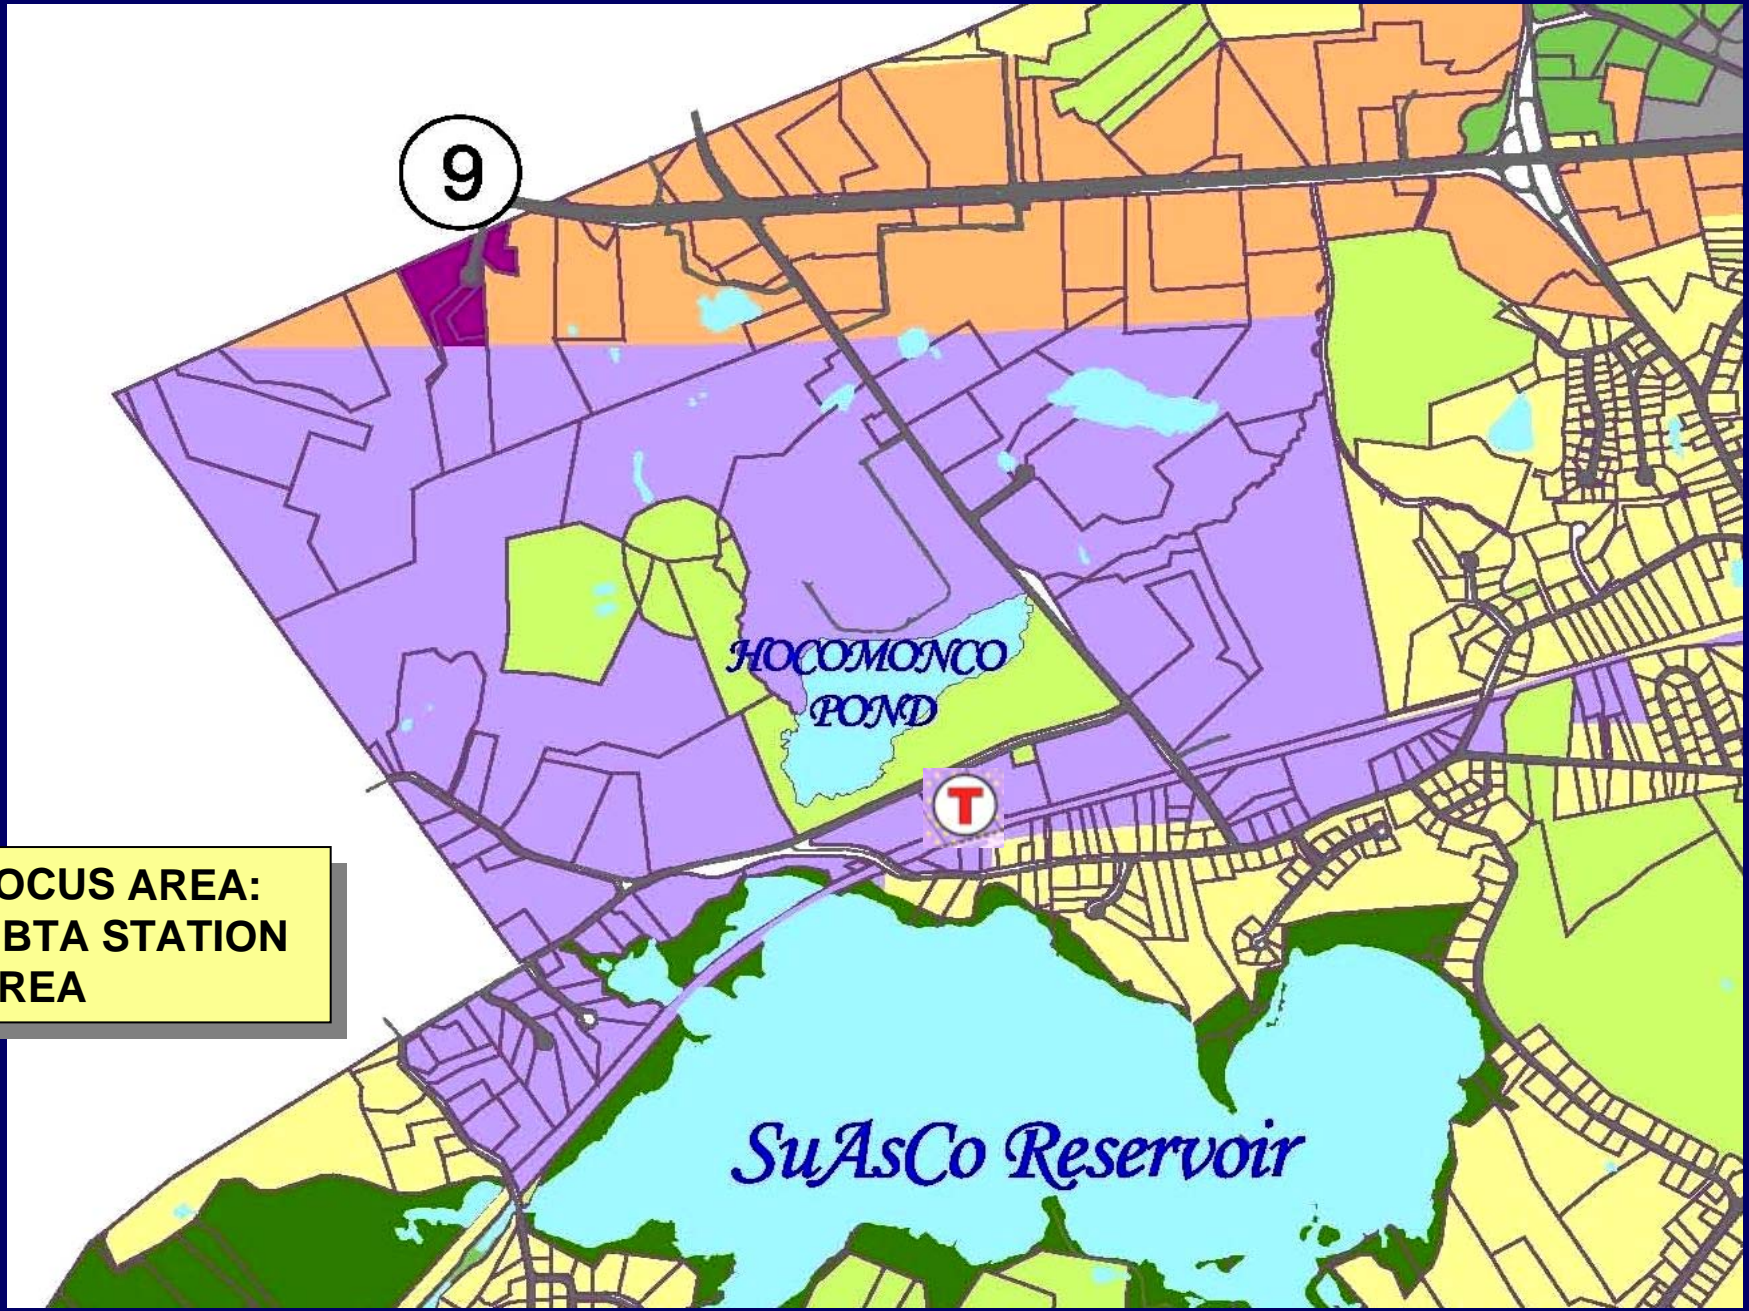 9
HOCOMONCO
POND
T
OCUS AREA:
BTA STATION
REA
SuAsCo Reservoir